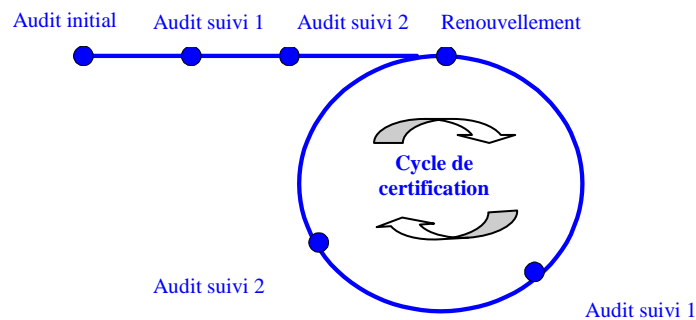 Audit initial
Audit suivi 1
Audit suivi 2
Renouvellement
Cycle de
certification
Audit suivi 2
Audit suivi 1